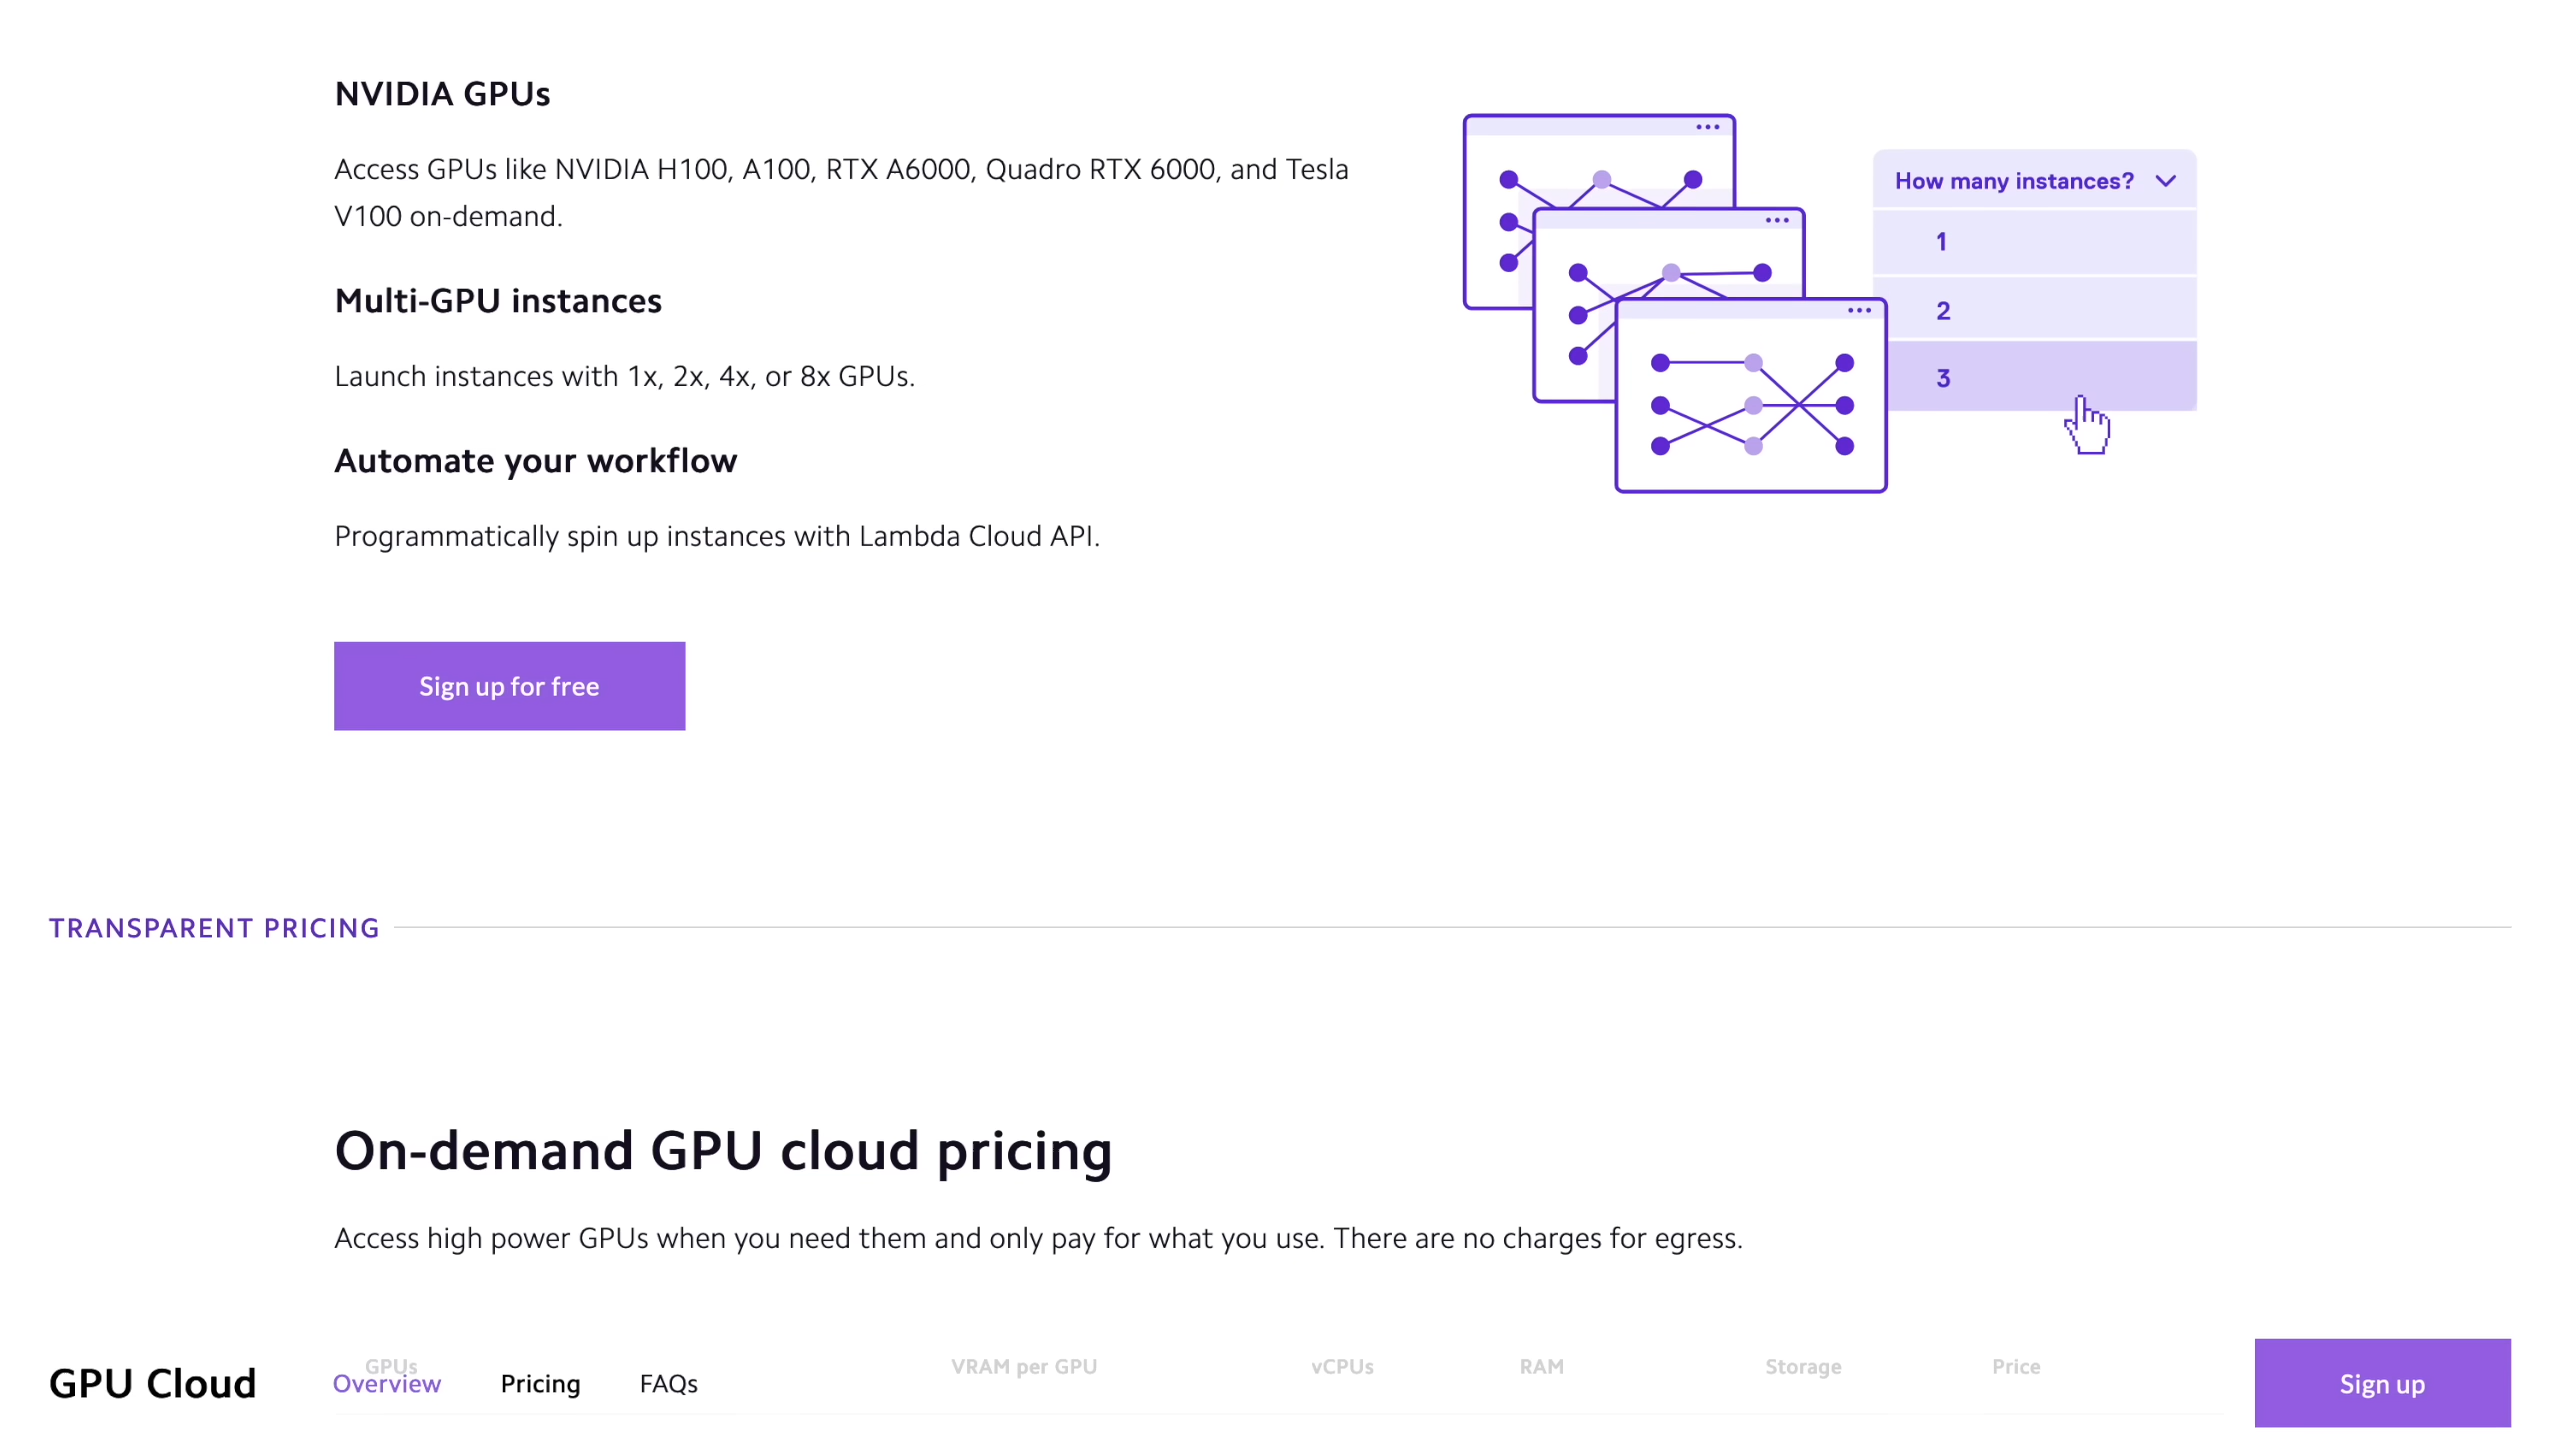 NVIDIA GPUs
Access GPUs like NVIDIA H100, A100, RTX A6000, Quadro RTX 6000, and Tesla
V100 on-demand.
Multi-GPU instances
Launch instances with 1x, 2x, 4x, or 8x GPUs.
Automate your workflow
Programmatically spin up instances with Lambda Cloud API.
Sign up for free
How many instances?
1
2
3
TRANSPARENT PRICING
On-demand GPU cloud pricing
Access high power GPUs when you need them and only pay for what you use. There are no charges for egress.
GPUs VRAM per GPU vCPUs RAM Storage Price
GPU Cloud Overview Pricing FAQs Sign up